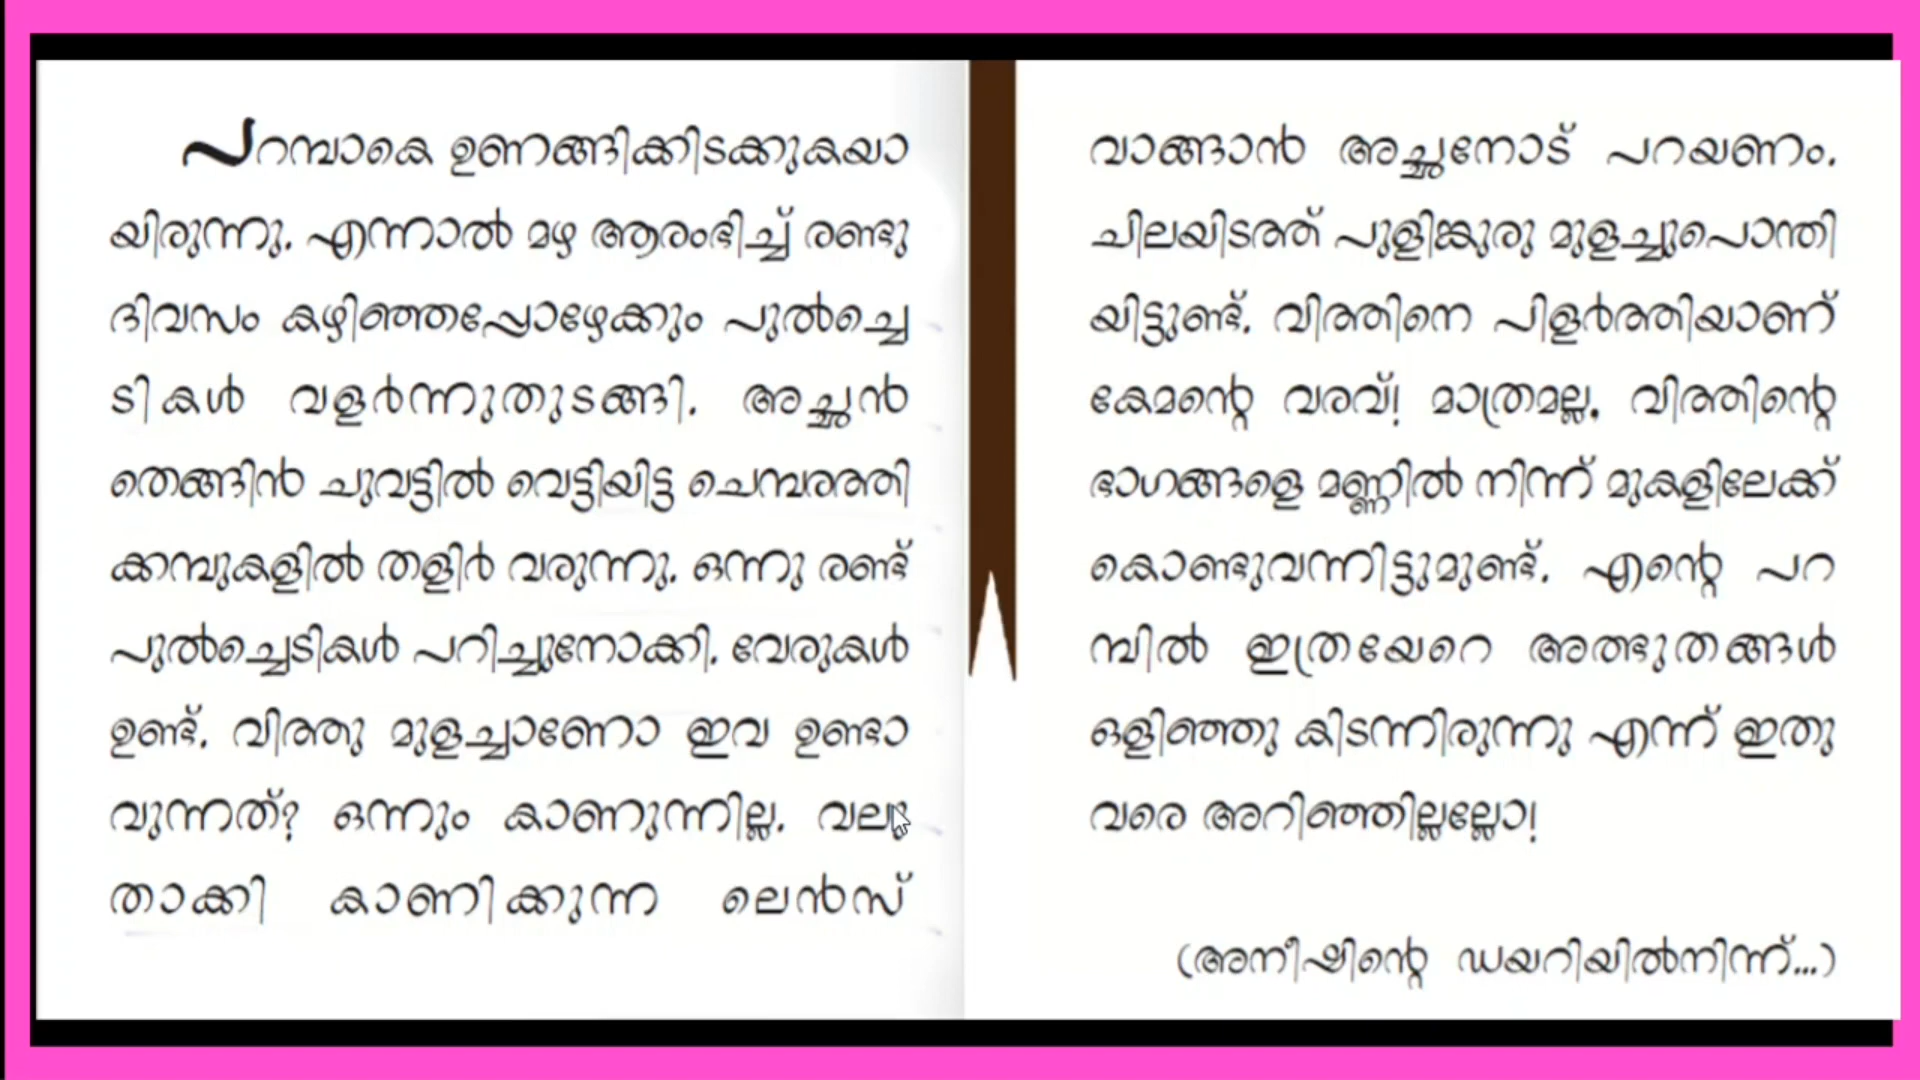 പറമ്പാകെ ഉണങ്ങിക്കിടക്കുകയാ
യിരുന്നു. എന്നാൽ മഴ ആരംഭിച്ച് രണ്ടു
ദിവസം കഴിഞ്ഞപ്പോഴേക്കും പുൽച്ചെ
ടികൾ വളർന്നുതുടങ്ങി. അച്ഛൻ
തെങ്ങിൻ ചുവട്ടിൽ വെട്ടിയിട്ട ചെമ്പരത്തി
ക്കമ്പുകളിൽ തളിർ വരുന്നു. ഒന്നു രണ്ട്
പുൽച്ചെടികൾ പറിച്ചുനോക്കി. വേരുകൾ
ഉണ്ട്. വിത്തു മുളച്ചാണോ ഇവ ഉണ്ടാ
വുന്നത്? ഒന്നും കാണുന്നില്ല. വലു
താക്കി കാണിക്കുന്ന ലെൻസ്
വാങ്ങാൻ അച്ഛനോട് പറയണം.
ചിലയിടത്ത് പുളിങ്കുരു മുളച്ചുപൊന്തി
യിട്ടുണ്ട്. വിത്തിനെ പിളർത്തിയാണ്
കേമന്റെ വരവ്! മാത്രമല്ല, വിത്തിന്റെ
ഭാഗങ്ങളെ മണ്ണിൽ നിന്ന് മുകളിലേക്ക്
കൊണ്ടുവന്നിട്ടുമുണ്ട്. എന്റെ പറ
മ്പിൽ ഇത്രയേറെ അത്ഭുതങ്ങൾ
ഒളിഞ്ഞു കിടന്നിരുന്നു എന്ന് ഇതു
വരെ അറിഞ്ഞില്ലല്ലോ!
(അനീഷിന്റെ ഡയറിയിൽനിന്ന്...)